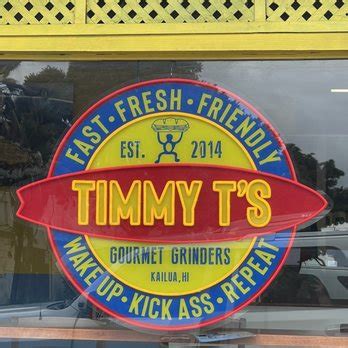 FAST • FRESH • FRIENDLY
EST. 2014
TIMMY T'S
GOURMET GRINDERS
KAILUA, HI
WAKE UP • KICK ASS • REPEAT